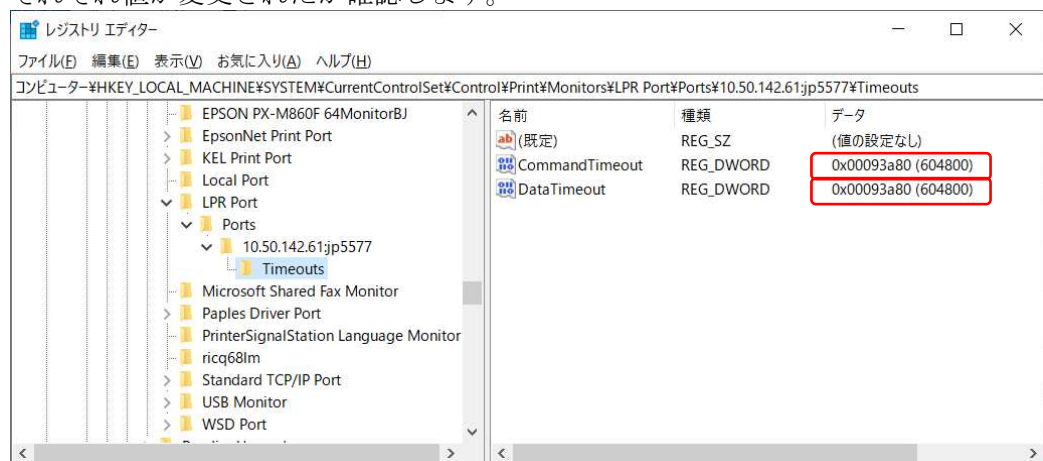 それぞれ値が変更されたか確認します。
レジストリ エディター
ファイル(F) 編集(E) 表示(V) お気に入り(A) ヘルプ(H)
コンピューター¥HKEY_LOCAL_MACHINE¥SYSTEM¥CurrentControlSet¥Control¥Print¥Monitors¥LPR Port¥Ports¥10.50.142.61:jp5577¥Timeouts
EPSON PX-M860F 64MonitorBJ
EpsonNet Print Port
KEL Print Port
Local Port
LPR Port
Ports
10.50.142.61:jp5577
Timeouts
Microsoft Shared Fax Monitor
Paples Driver Port
PrinterSignalStation Language Monitor
ricq68lm
Standard TCP/IP Port
USB Monitor
WSD Port
名前 種類 データ
(既定) REG_SZ (値の設定なし)
CommandTimeout REG_DWORD 0x00093a80 (604800)
DataTimeout REG_DWORD 0x00093a80 (604800)